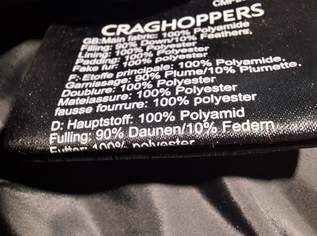 CRAGHOPPERS
GB:Main fabric: 100% Polyamide
Filling: 90% Down/10% Feathers.
Lining: 100% Polyester
Padding: 100% Polyester
Fake fur: 100% polyester
F: Etoffe principale: 100% Polyamide,
Garnissage: 90% Plume/10% Plumette.
Doublure: 100% Polyester
Matelassure: 100% Polyester
fausse fourrure: 100% polyester
D: Hauptstoff: 100% Polyamid
Fulling: 90% Daunen/10% Federn